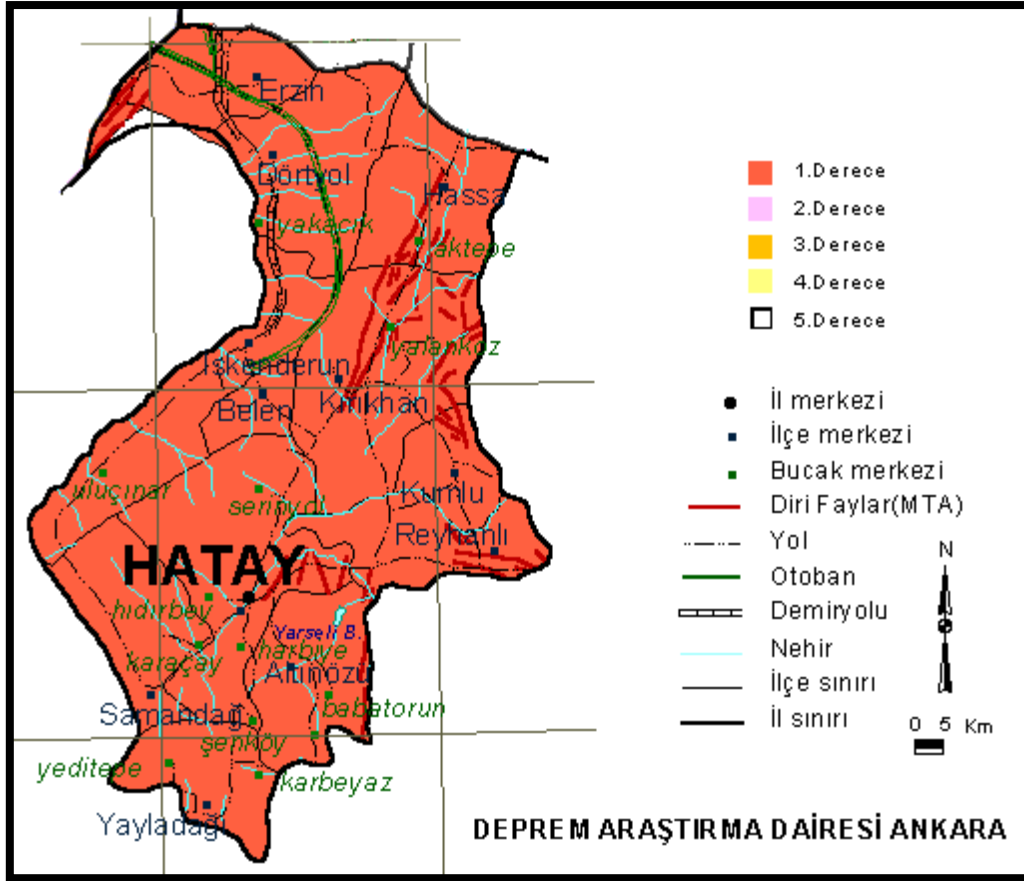 Erzin
Dörtyol
Hassa
yakacık
aktepe
yalankoz
İskenderun
Belen
Kırıkhan
uluçınar
serinyol
Kumlu
Reyhanlı
HATAY
hıdırbey
Yarseli B.
harbiye
karaçay
Altınözü
Samandağ
babatorun
şenköy
yeditepe
karbeyaz
Yayladağı
1.Derece
2.Derece
3.Derece
4.Derece
5.Derece
İl merkezi
İlçe merkezi
Bucak merkezi
Diri Faylar(MTA)
Yol
Otoban
Demiryolu
Nehir
İlçe sınırı
İl sınırı
N
0 5 Km
DEPREM ARAŞTIRMA DAİRESİ ANKARA